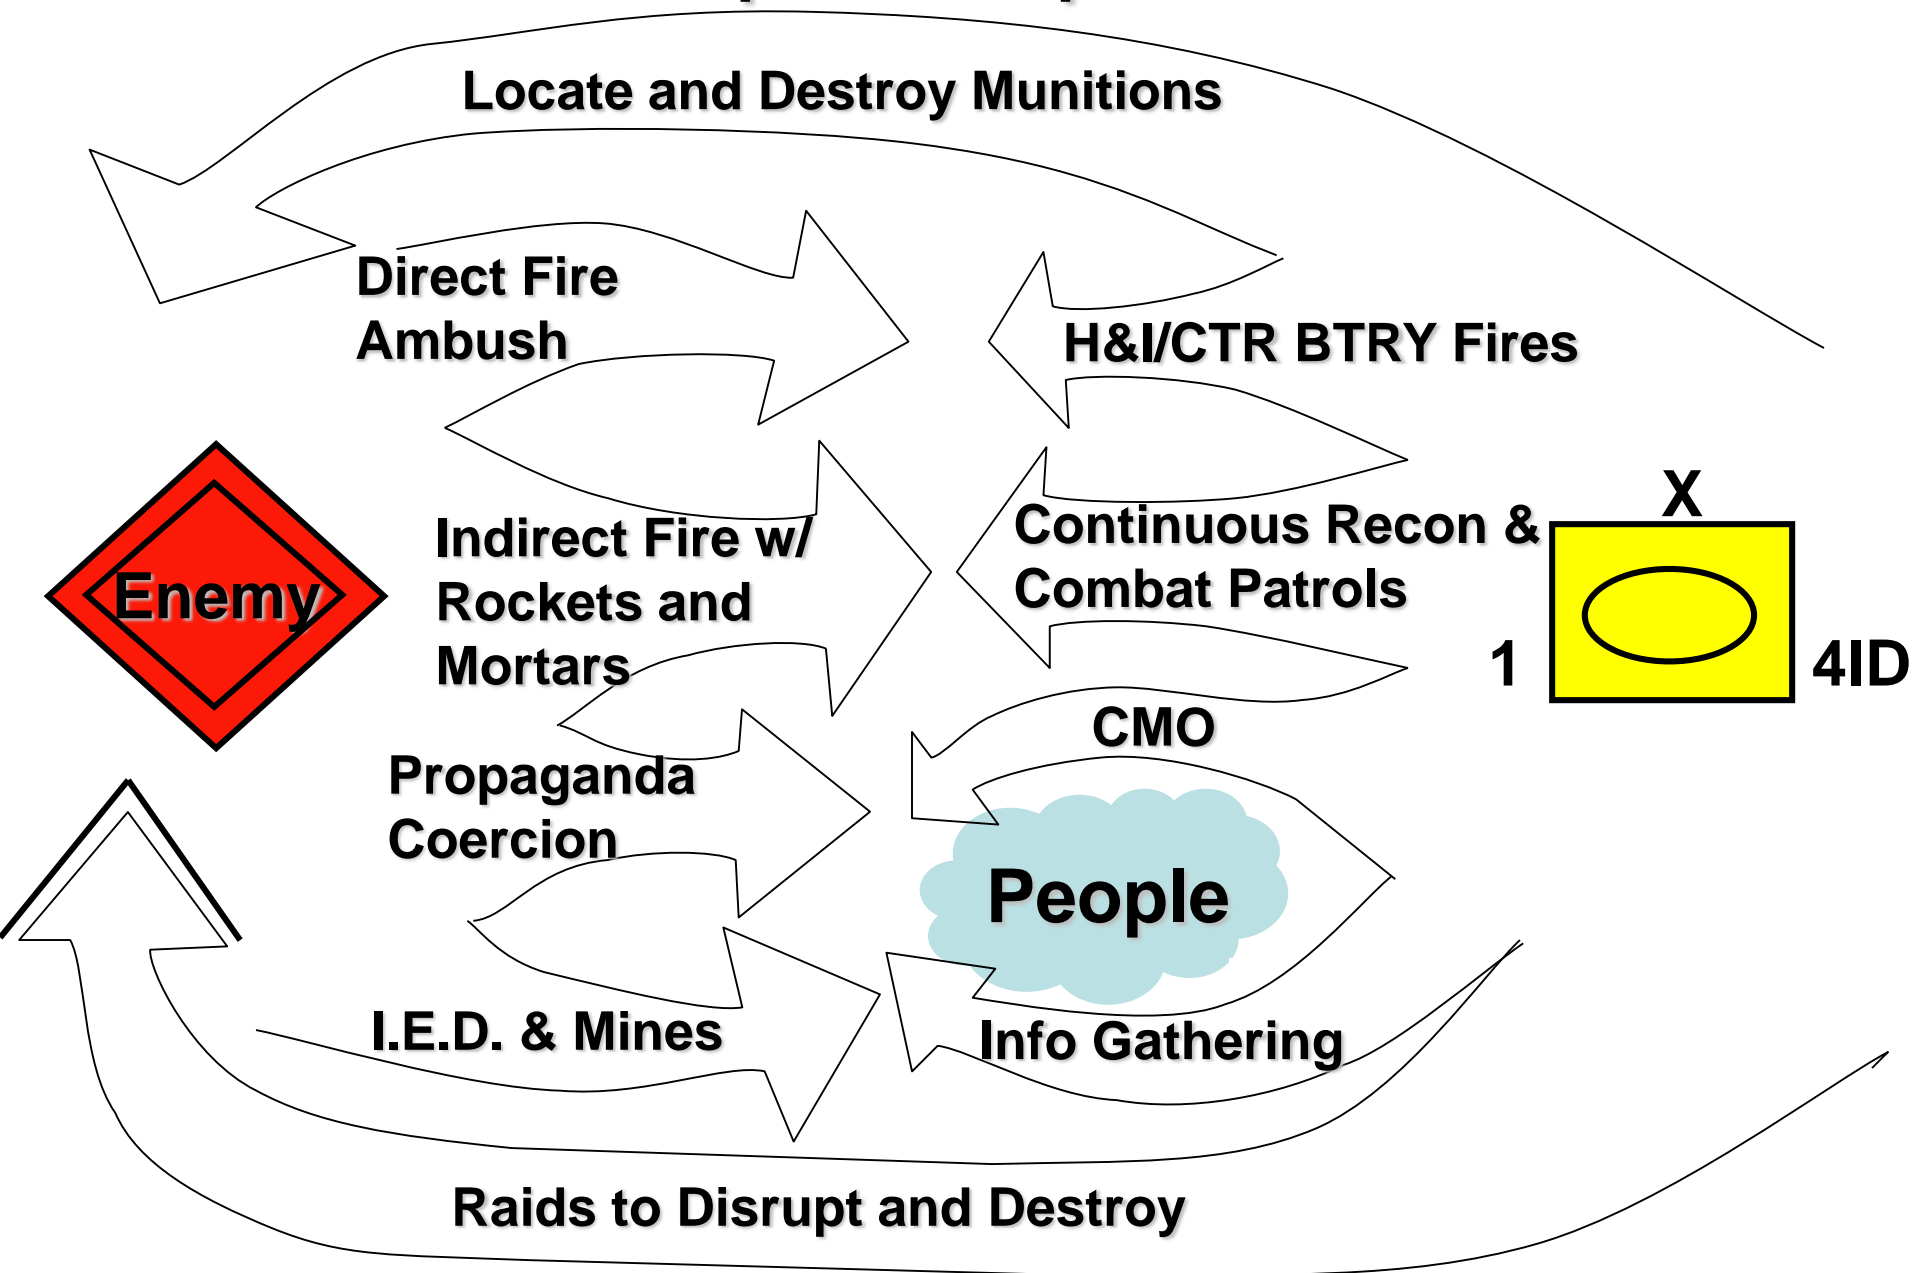 Locate and Destroy Munitions
Direct Fire
Ambush
H&I/CTR BTRY Fires
X
Continuous Recon &
Combat Patrols
Indirect Fire w/
Rockets and
Mortars
Enemy
1
4ID
CMO
Propaganda
Coercion
People
I.E.D. & Mines
Info Gathering
Raids to Disrupt and Destroy